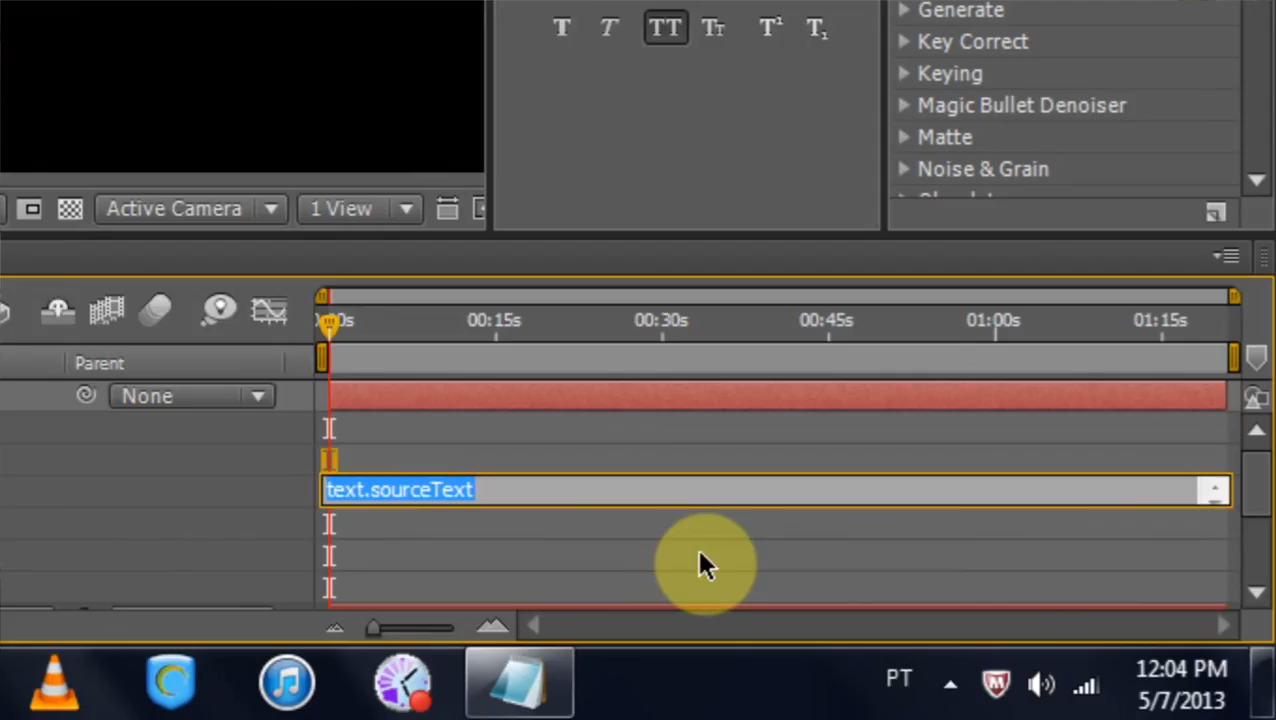 T T TT Tт T¹ T₁
Generate
Key Correct
Keying
Magic Bullet Denoiser
Matte
Noise & Grain
Active Camera
1 View
00s 00:15s 00:30s 00:45s 01:00s 01:15s
Parent
None
text.sourceText
PT
12:04 PM
5/7/2013